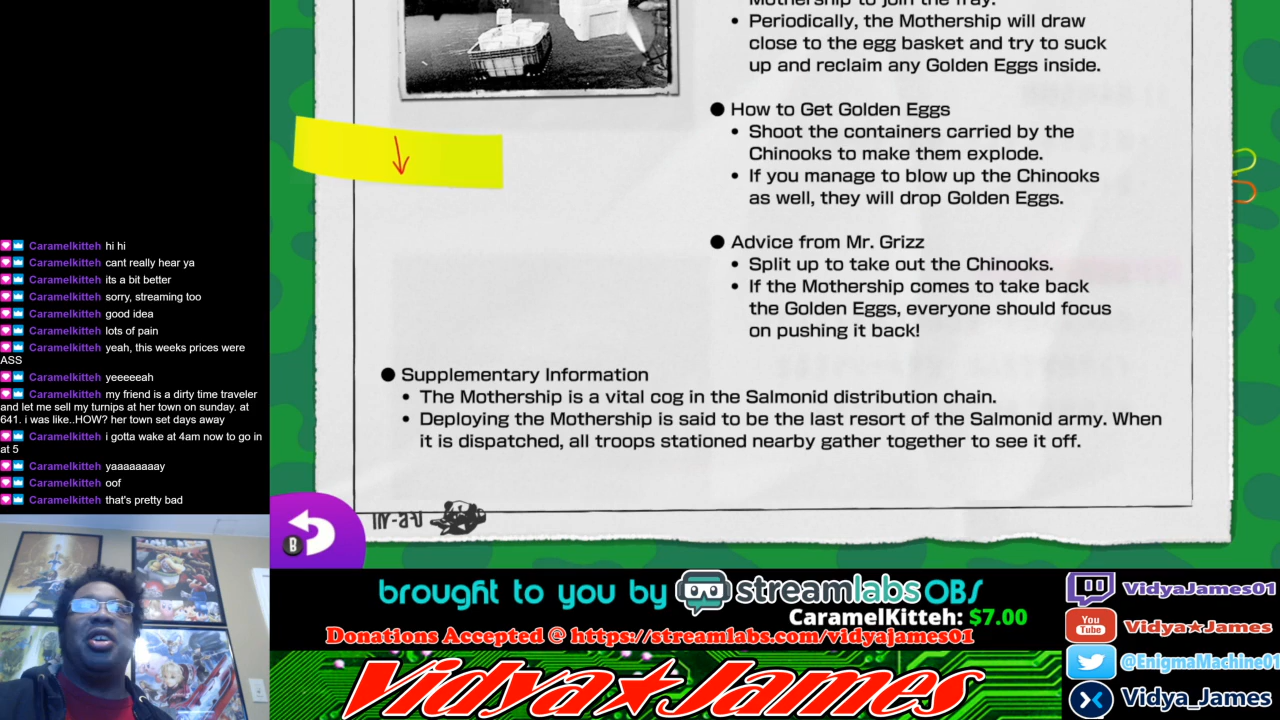 Mothership to join the fray.
• Periodically, the Mothership will draw
close to the egg basket and try to suck
up and reclaim any Golden Eggs inside.
● How to Get Golden Eggs
• Shoot the containers carried by the
Chinooks to make them explode.
• If you manage to blow up the Chinooks
as well, they will drop Golden Eggs.
● Advice from Mr. Grizz
• Split up to take out the Chinooks.
• If the Mothership comes to take back
the Golden Eggs, everyone should focus
on pushing it back!
● Supplementary Information
• The Mothership is a vital cog in the Salmonid distribution chain.
• Deploying the Mothership is said to be the last resort of the Salmonid army. When
it is dispatched, all troops stationed nearby gather together to see it off.
B
Caramelkitteh hi hi
Caramelkitteh cant really hear ya
Caramelkitteh its a bit better
Caramelkitteh sorry, streaming too
Caramelkitteh good idea
Caramelkitteh lots of pain
Caramelkitteh yeah, this weeks prices were
ASS
Caramelkitteh yeeeeeah
Caramelkitteh my friend is a dirty time traveler
and let me sell my turnips at her town on sunday. at
641. i was like..HOW? her town set days away
Caramelkitteh i gotta wake at 4am now to go in
at 5
Caramelkitteh yaaaaaaaay
Caramelkitteh oof
Caramelkitteh that's pretty bad
brought to you by streamlabs OBS
CaramelKitteh: $7.00
Donations Accepted @ https://streamlabs.com/vidyajames01
Vidya★James
VidyaJames01
You Tube Vidya★James
@EnigmaMachine01
Vidya_James